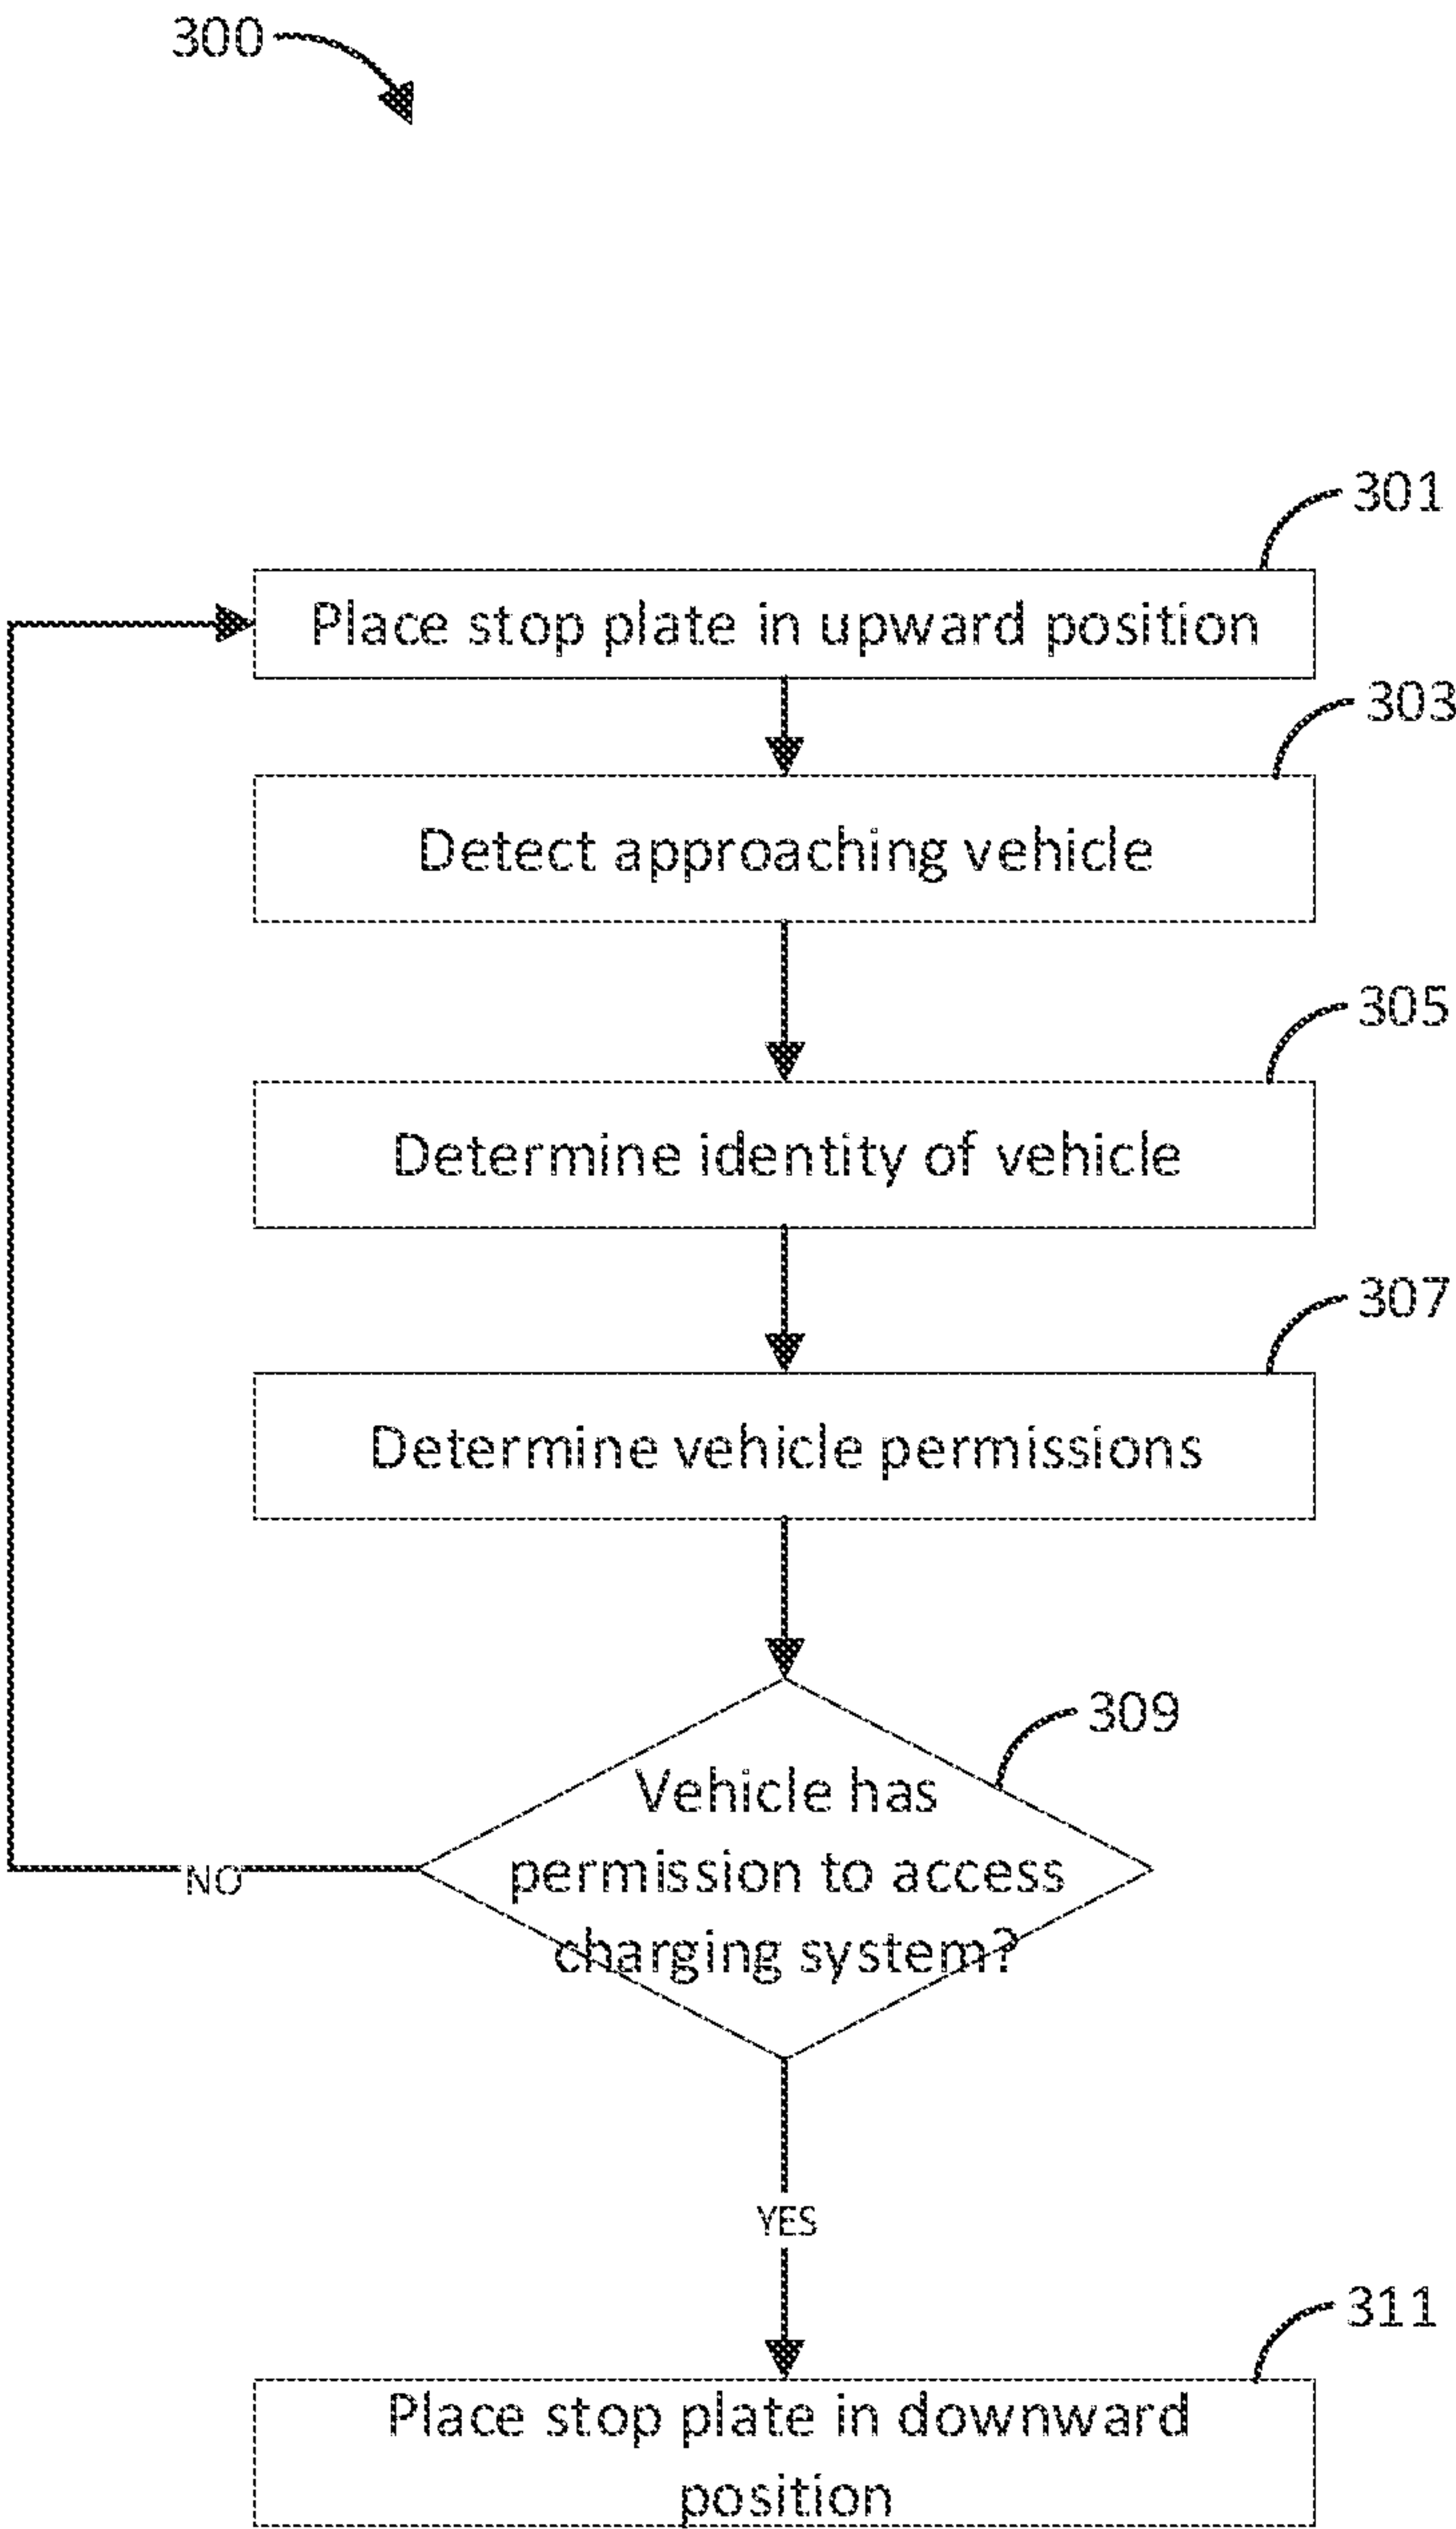 300
301
Place stop plate in upward position
303
Detect approaching vehicle
305
Determine identity of vehicle
307
Determine vehicle permissions
309
Vehicle has
permission to access
charging system?
NO
YES
311
Place stop plate in downward
position